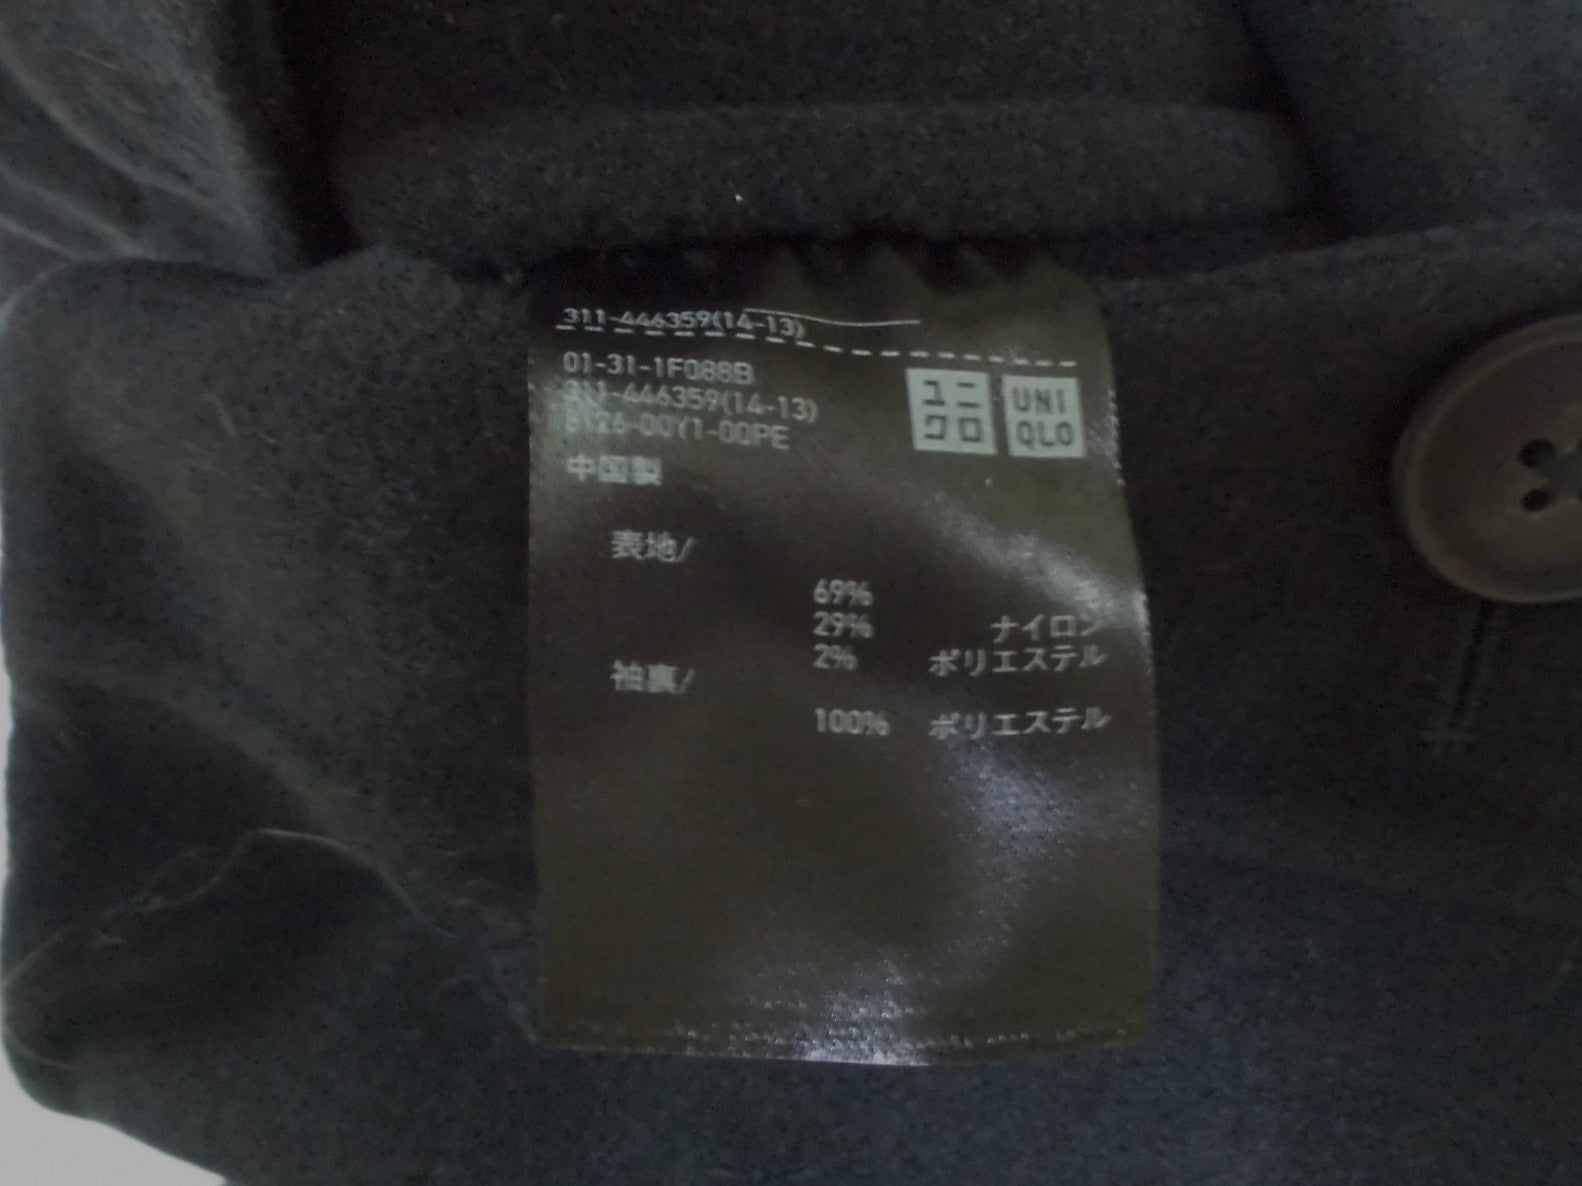 311-446359(14-13)
01-31-1F088B
311-446359(14-13)
ユニ
クロ
UNI
QLO
中国製
表地/
69% 毛
29% ナイロン
2% ポリエステル
袖裏/
100% ポリエステル